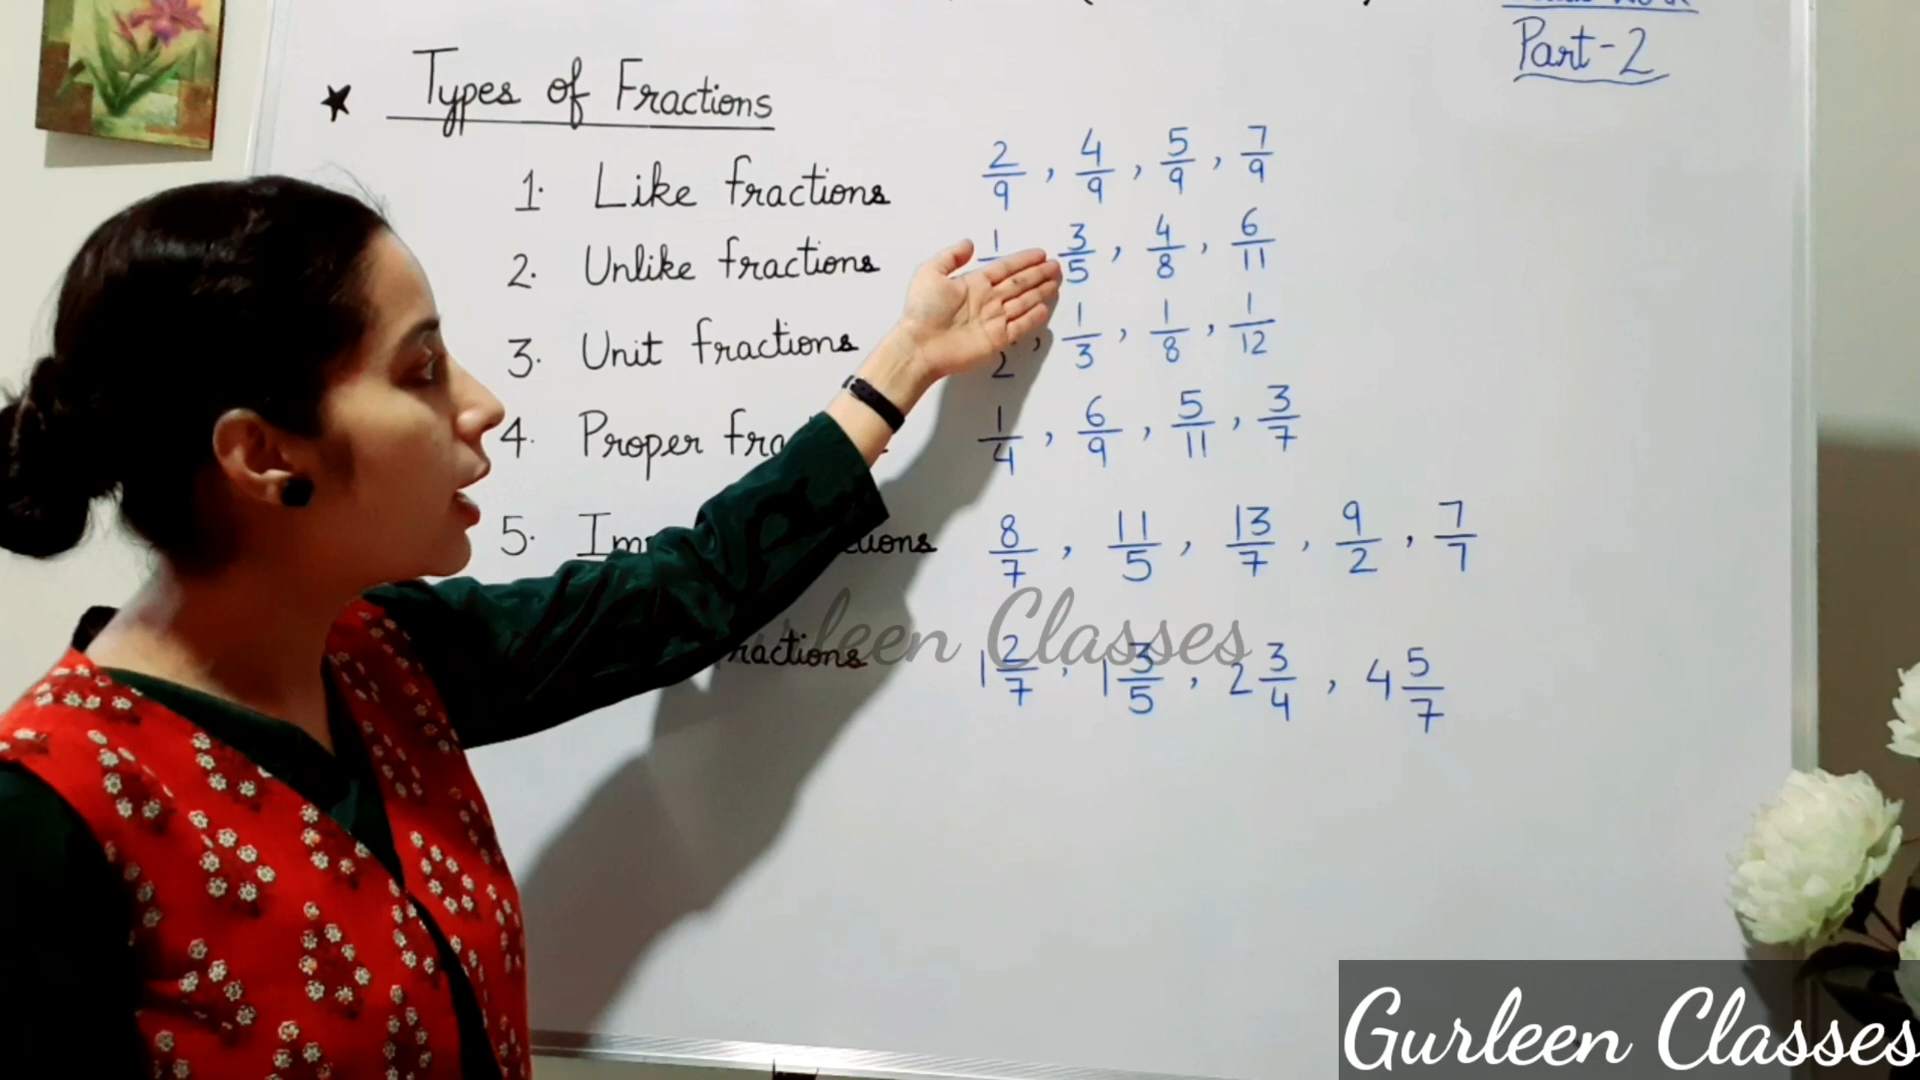 Part-2
★ Types of Fractions
1. Like fractions 2/9, 4/9, 5/9, 7/9
2. Unlike fractions 3/5, 4/8, 6/11
3. Unit fractions 1/3, 1/8, 1/12
4. Proper 1/4, 6/9, 5/11, 3/7
5. 8/7, 11/5, 13/7, 9/2, 7/7
1 2/7, 1 3/5, 2 3/4, 4 5/7
Gurleen Classes
Gurleen Classes